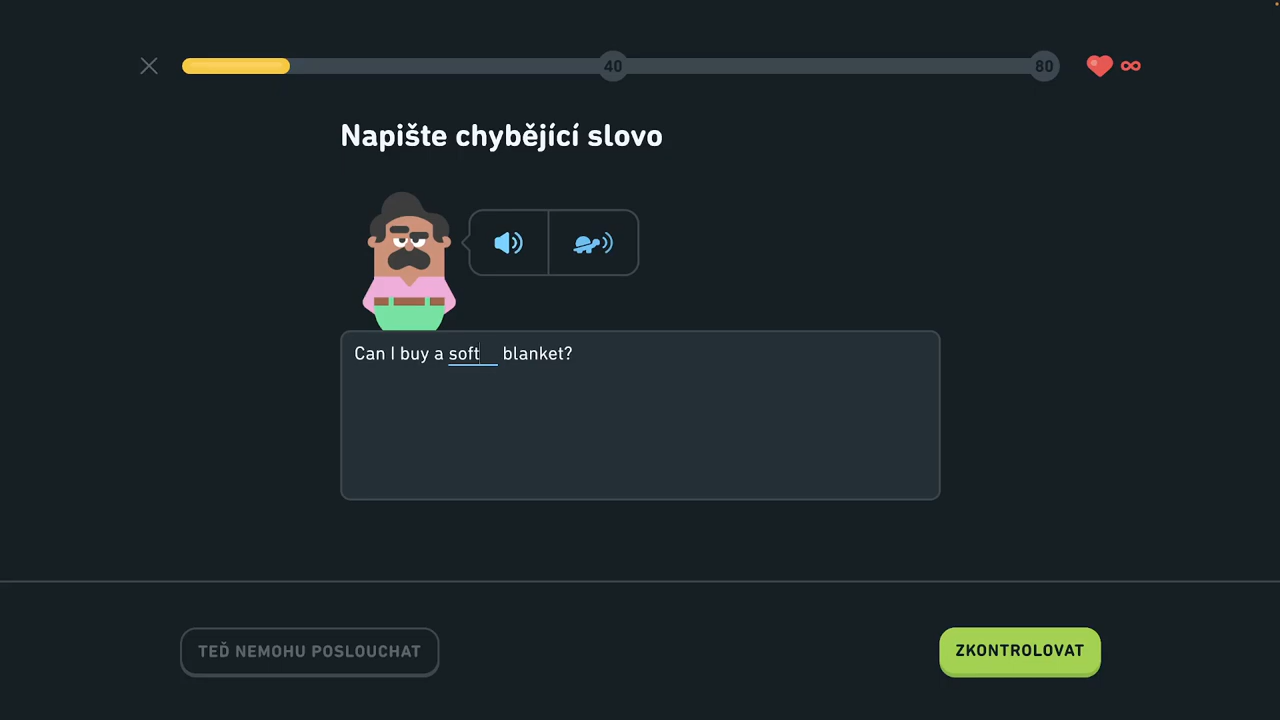 40
80
∞
Napište chybějící slovo
Can I buy a soft blanket?
TEĎ NEMOHU POSLOUCHAT
ZKONTROLOVAT